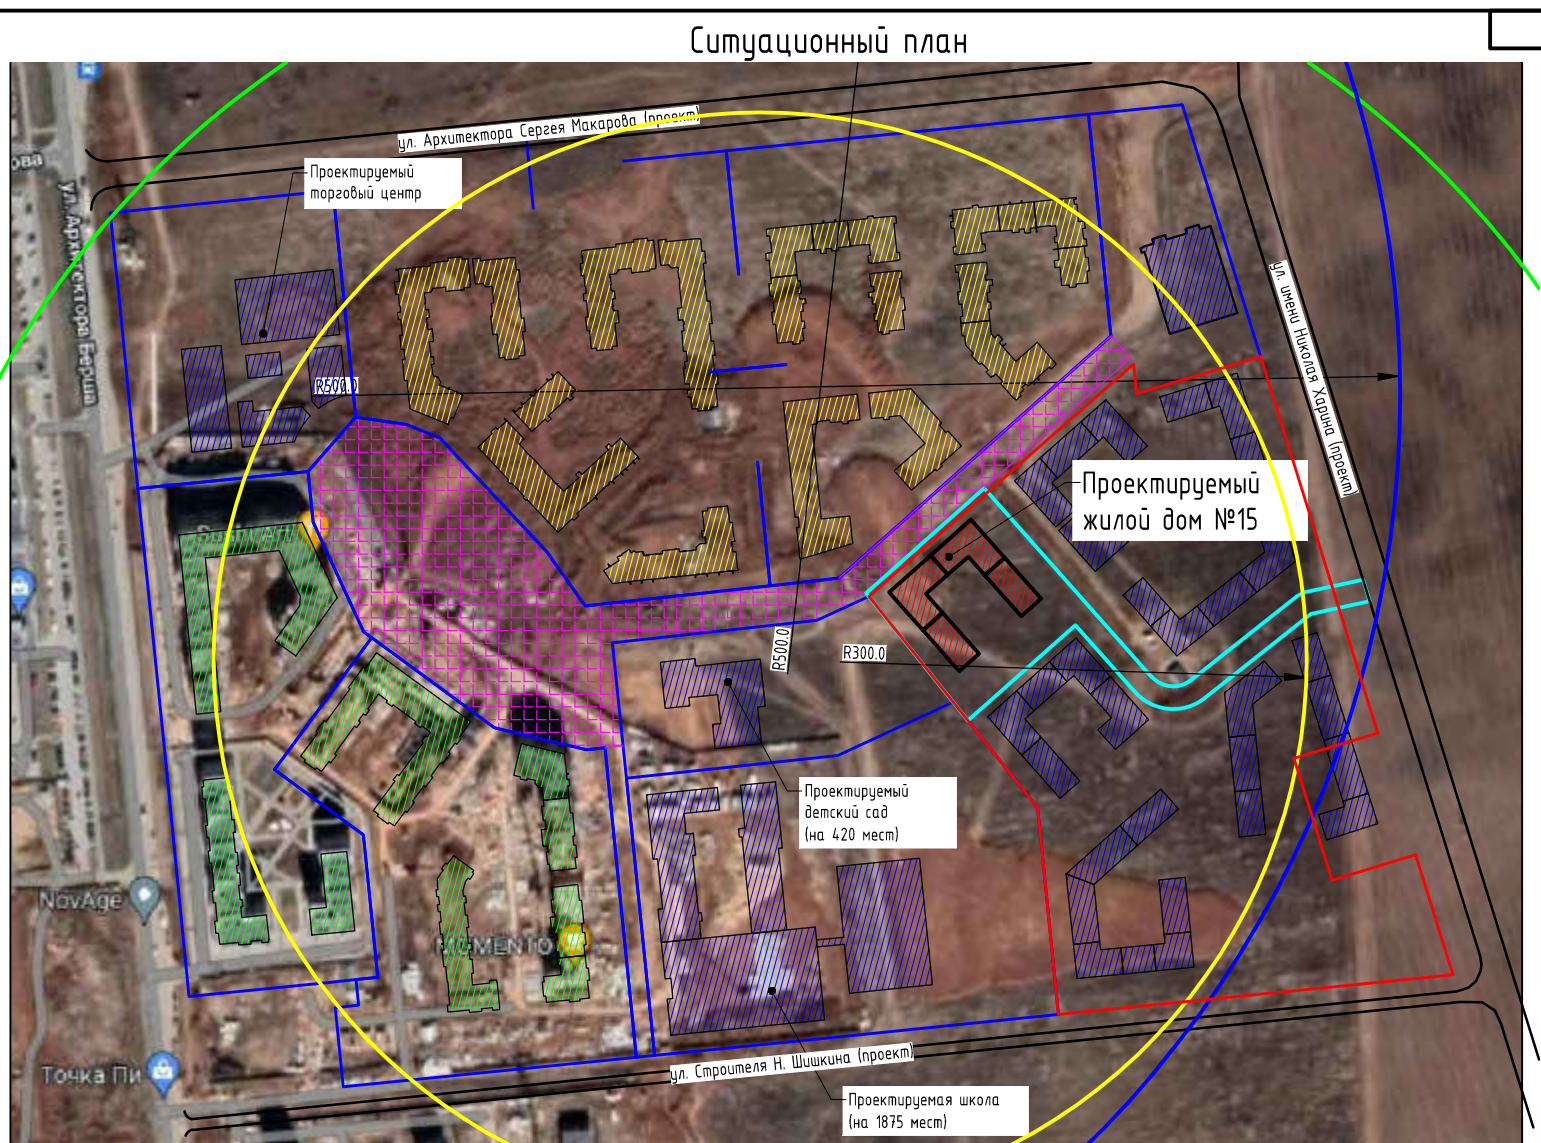 Ситуационный план
ул. Архитектора Сергея Макарова (проект)
ова
Проектируемый
торговый центр
ул. Архитектора Берша
R500.0
ул. имени Николая Харина (проект)
Проектируемый
жилой дом №15
R500.0
R300.0
Проектируемый
детский сад
(на 420 мест)
NovAge
MOMENTO
Точка Пи
ул. Строителя Н. Шишкина (проект)
Проектируемая школа
(на 1875 мест)